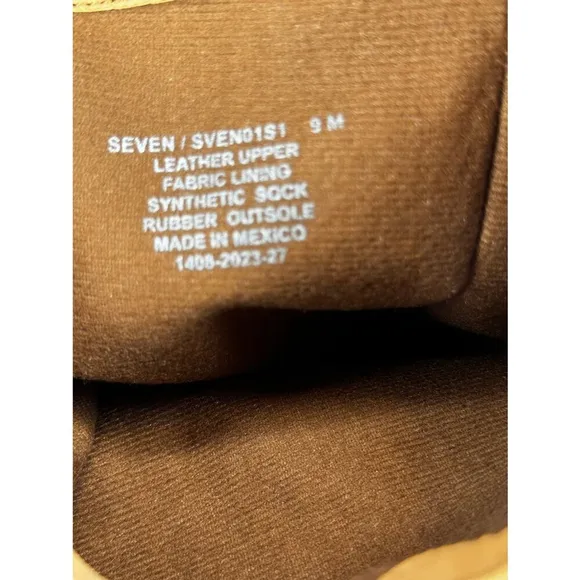 SEVEN / SVEN01S1 9 M
LEATHER UPPER
FABRIC LINING
SYNTHETIC SOCK
RUBBER OUTSOLE
MADE IN MEXICO
1408-2023-27